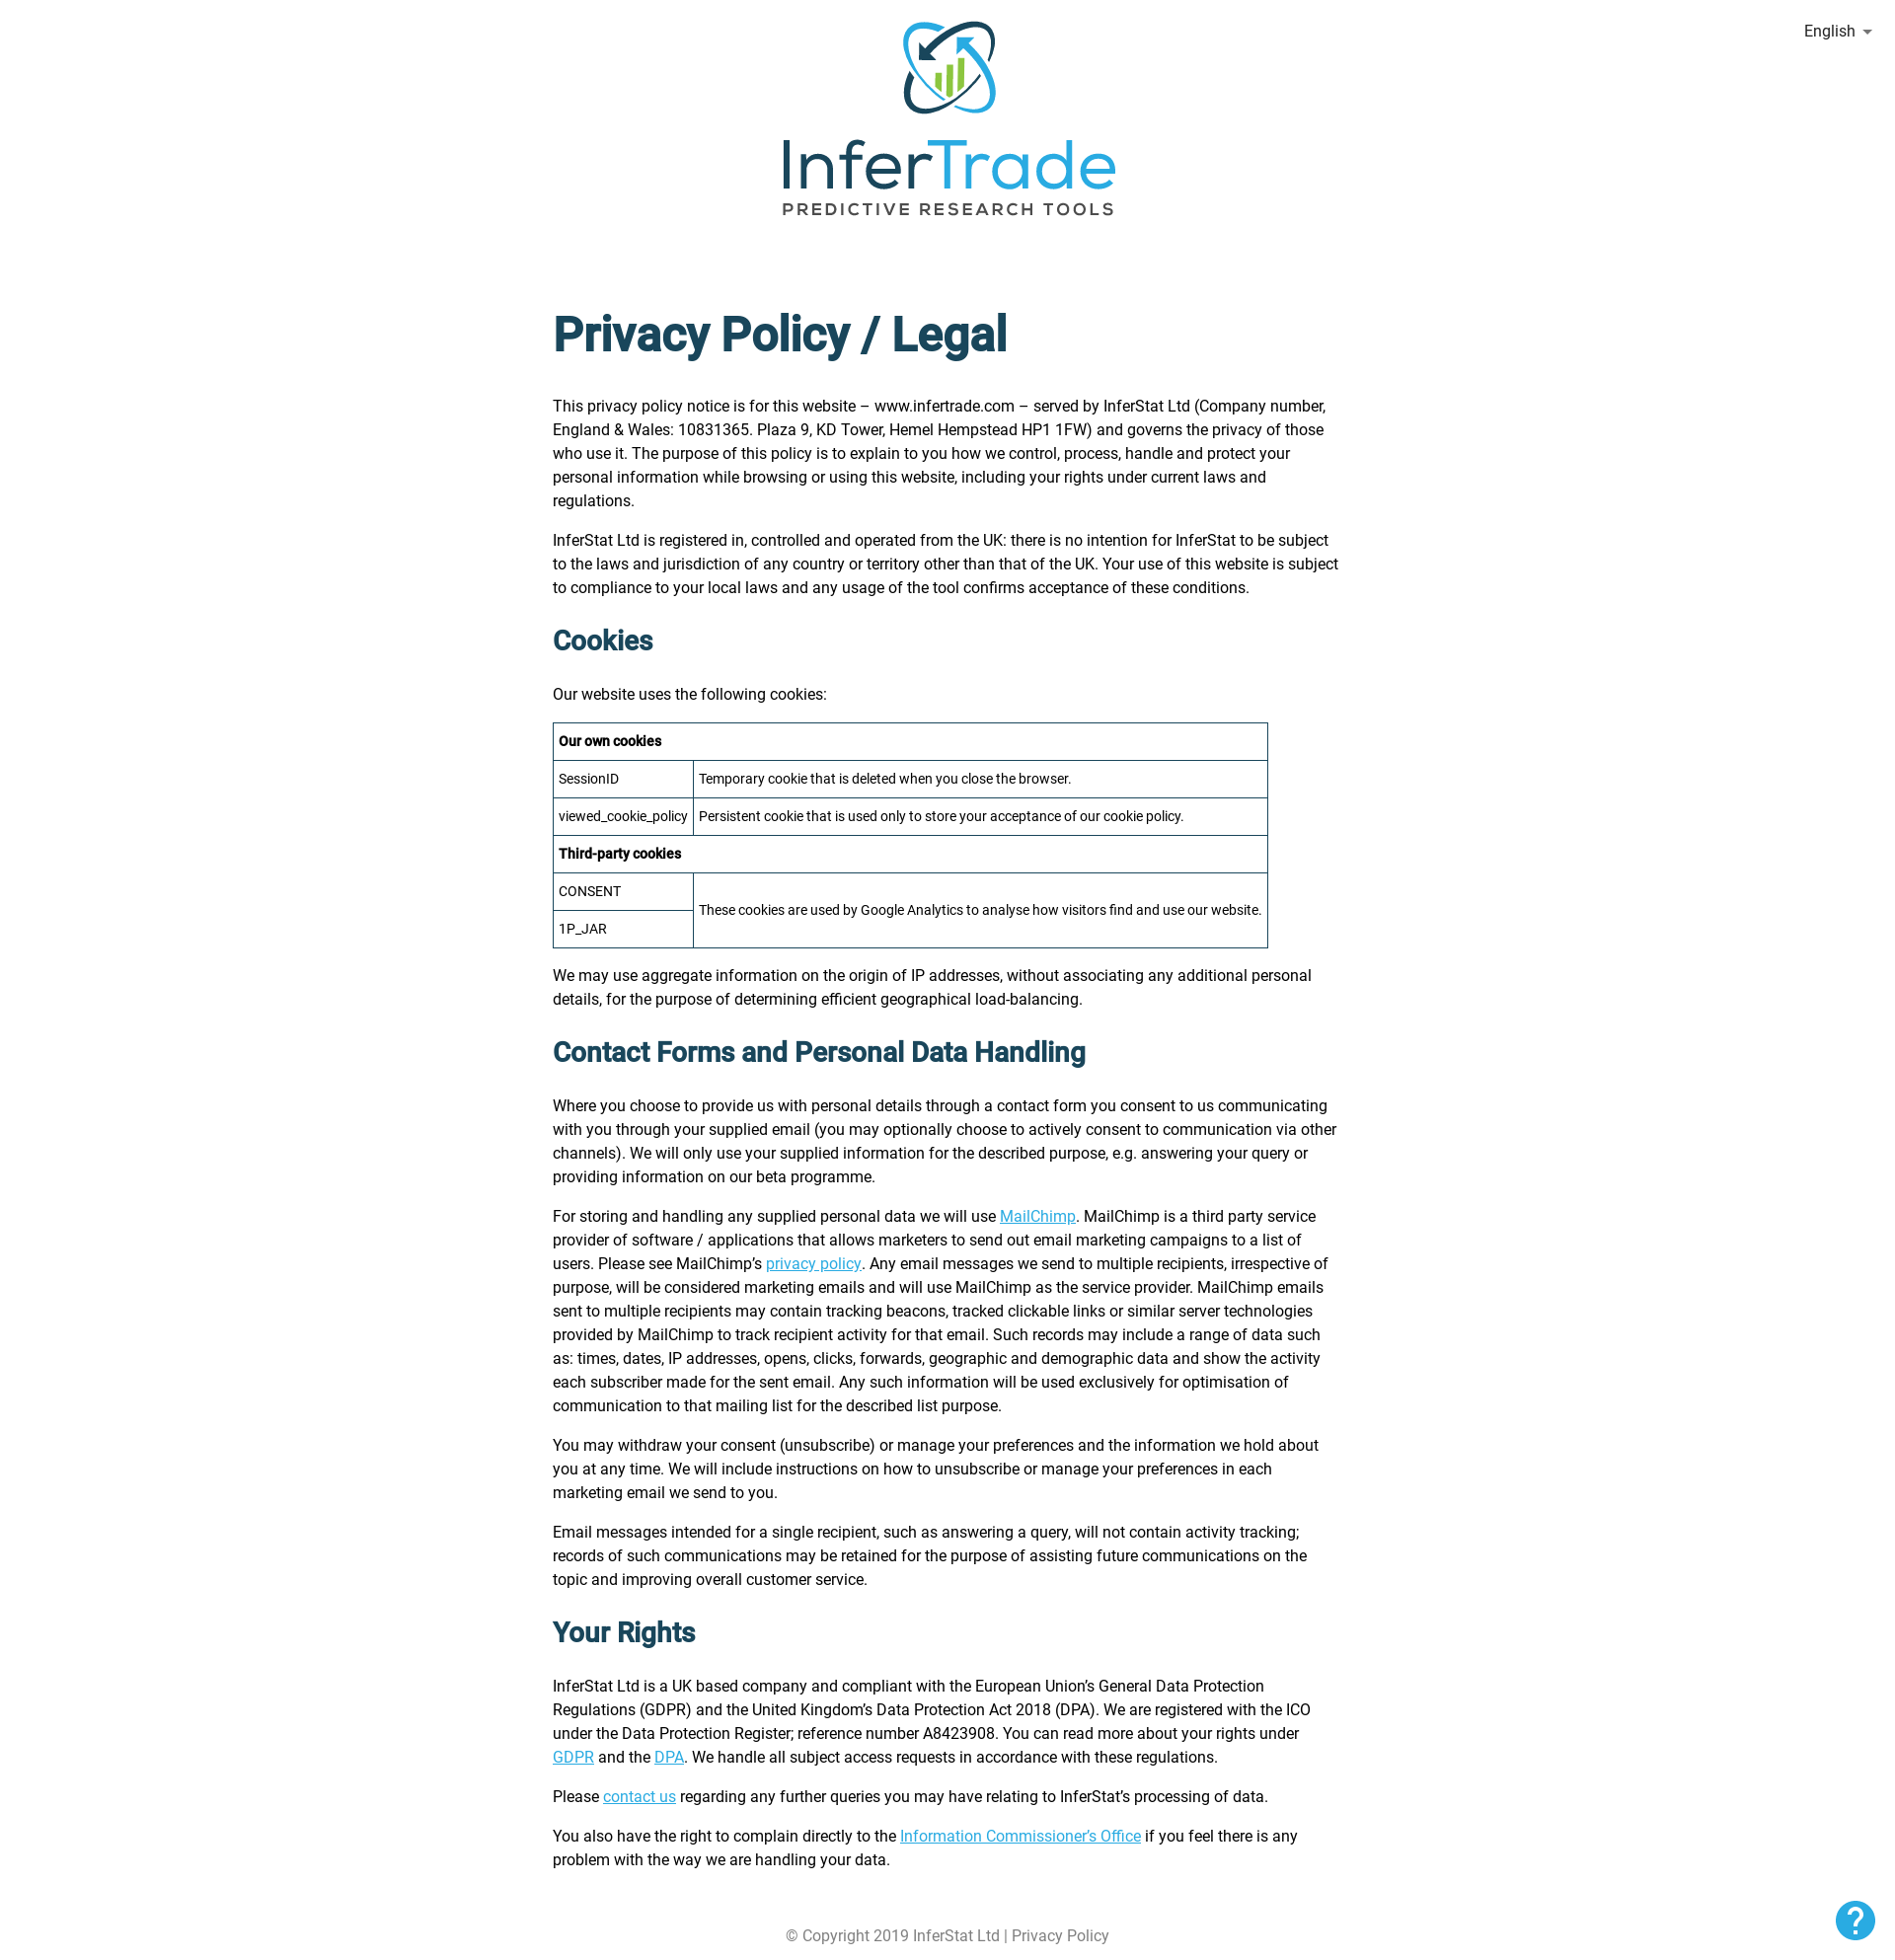 English
InferTrade
PREDICTIVE RESEARCH TOOLS
Privacy Policy / Legal
This privacy policy notice is for this website – www.infertrade.com – served by InferStat Ltd (Company number,
England & Wales: 10831365. Plaza 9, KD Tower, Hemel Hempstead HP1 1FW) and governs the privacy of those
who use it. The purpose of this policy is to explain to you how we control, process, handle and protect your
personal information while browsing or using this website, including your rights under current laws and
regulations.
InferStat Ltd is registered in, controlled and operated from the UK: there is no intention for InferStat to be subject
to the laws and jurisdiction of any country or territory other than that of the UK. Your use of this website is subject
to compliance to your local laws and any usage of the tool confirms acceptance of these conditions.
Cookies
Our website uses the following cookies:
Our own cookies
SessionID Temporary cookie that is deleted when you close the browser.
viewed_cookie_policy Persistent cookie that is used only to store your acceptance of our cookie policy.
Third-party cookies
CONSENT
These cookies are used by Google Analytics to analyse how visitors find and use our website.
1P_JAR
We may use aggregate information on the origin of IP addresses, without associating any additional personal
details, for the purpose of determining efficient geographical load-balancing.
Contact Forms and Personal Data Handling
Where you choose to provide us with personal details through a contact form you consent to us communicating
with you through your supplied email (you may optionally choose to actively consent to communication via other
channels). We will only use your supplied information for the described purpose, e.g. answering your query or
providing information on our beta programme.
For storing and handling any supplied personal data we will use MailChimp. MailChimp is a third party service
provider of software / applications that allows marketers to send out email marketing campaigns to a list of
users. Please see MailChimp’s privacy policy. Any email messages we send to multiple recipients, irrespective of
purpose, will be considered marketing emails and will use MailChimp as the service provider. MailChimp emails
sent to multiple recipients may contain tracking beacons, tracked clickable links or similar server technologies
provided by MailChimp to track recipient activity for that email. Such records may include a range of data such
as: times, dates, IP addresses, opens, clicks, forwards, geographic and demographic data and show the activity
each subscriber made for the sent email. Any such information will be used exclusively for optimisation of
communication to that mailing list for the described list purpose.
You may withdraw your consent (unsubscribe) or manage your preferences and the information we hold about
you at any time. We will include instructions on how to unsubscribe or manage your preferences in each
marketing email we send to you.
Email messages intended for a single recipient, such as answering a query, will not contain activity tracking;
records of such communications may be retained for the purpose of assisting future communications on the
topic and improving overall customer service.
Your Rights
InferStat Ltd is a UK based company and compliant with the European Union’s General Data Protection
Regulations (GDPR) and the United Kingdom’s Data Protection Act 2018 (DPA). We are registered with the ICO
under the Data Protection Register; reference number A8423908. You can read more about your rights under
GDPR and the DPA. We handle all subject access requests in accordance with these regulations.
Please contact us regarding any further queries you may have relating to InferStat’s processing of data.
You also have the right to complain directly to the Information Commissioner’s Office if you feel there is any
problem with the way we are handling your data.
?
© Copyright 2019 InferStat Ltd | Privacy Policy